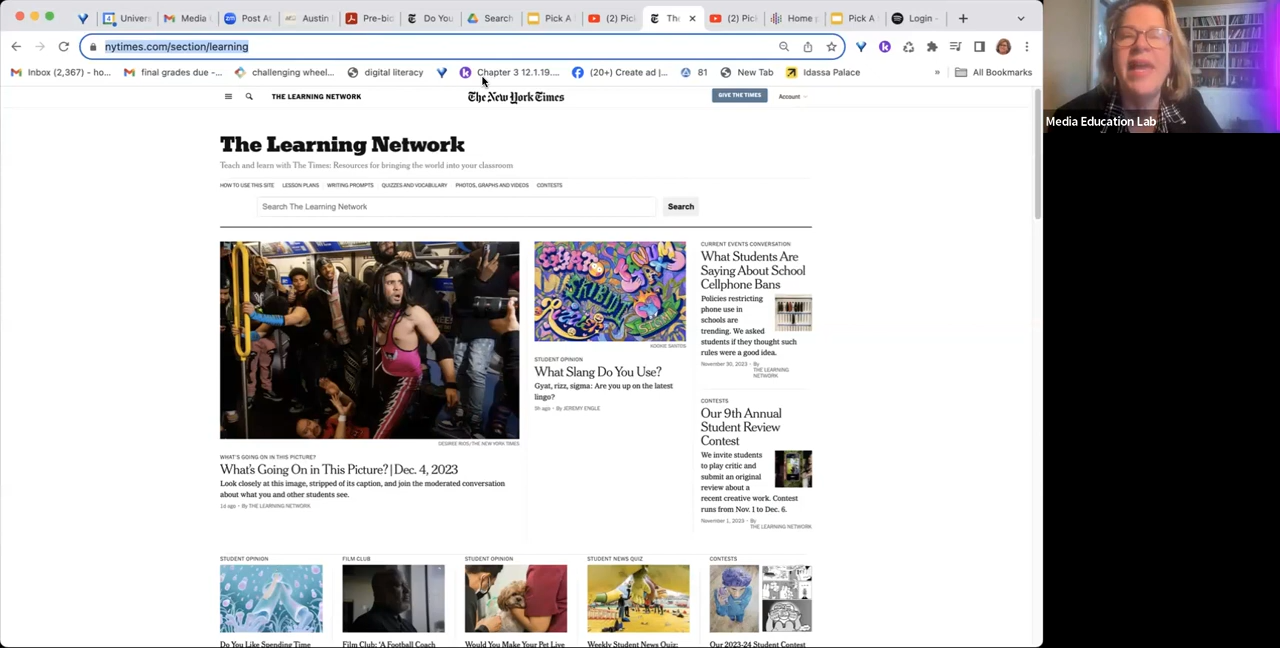 Univers
Media
Post At
Austin
Pre-bio
Do You
Search
Pick A
(2) Pic
The
(2) Pic
Home p
Pick A
Login -
nytimes.com/section/learning
Inbox (2,367) - ho...
final grades due -...
challenging wheel...
digital literacy
Chapter 3 12.1.19....
(20+) Create ad |...
81
New Tab
Idassa Palace
»
All Bookmarks
THE LEARNING NETWORK
The New York Times
GIVE THE TIMES
Account
Media Education Lab
The Learning Network
Teach and learn with The Times: Resources for bringing the world into your classroom
HOW TO USE THIS SITE
LESSON PLANS
WRITING PROMPTS
QUIZZES AND VOCABULARY
PHOTOS, GRAPHS AND VIDEOS
CONTESTS
Search The Learning Network
Search
WHAT'S GOING ON IN THIS PICTURE?
What's Going On in This Picture? | Dec. 4, 2023
Look closely at this image, stripped of its caption, and join the moderated conversation
about what you and other students see.
1d ago - By THE LEARNING NETWORK
STUDENT OPINION
What Slang Do You Use?
Gyat, rizz, sigma: Are you up on the latest
lingo?
5h ago - By JEREMY ENGLE
CURRENT EVENTS CONVERSATION
What Students Are
Saying About School
Cellphone Bans
Policies restricting
phone use in
schools are
trending. We asked
students if they thought such
rules were a good idea.
November 30, 2023 - By
THE LEARNING
NETWORK
CONTESTS
Our 9th Annual
Student Review
Contest
We invite students
to play critic and
submit an original
review about a
recent creative work. Contest
runs from Nov. 1 to Dec. 6.
November 1, 2023 - By
THE LEARNING NETWORK
STUDENT OPINION
FILM CLUB
STUDENT OPINION
STUDENT NEWS QUIZ
CONTESTS
Do You Like Spending Time
Film Club: 'A Football Coach
Would You Make Your Pet Live
Weekly Student News Quiz:
Our 2023-24 Student Contest